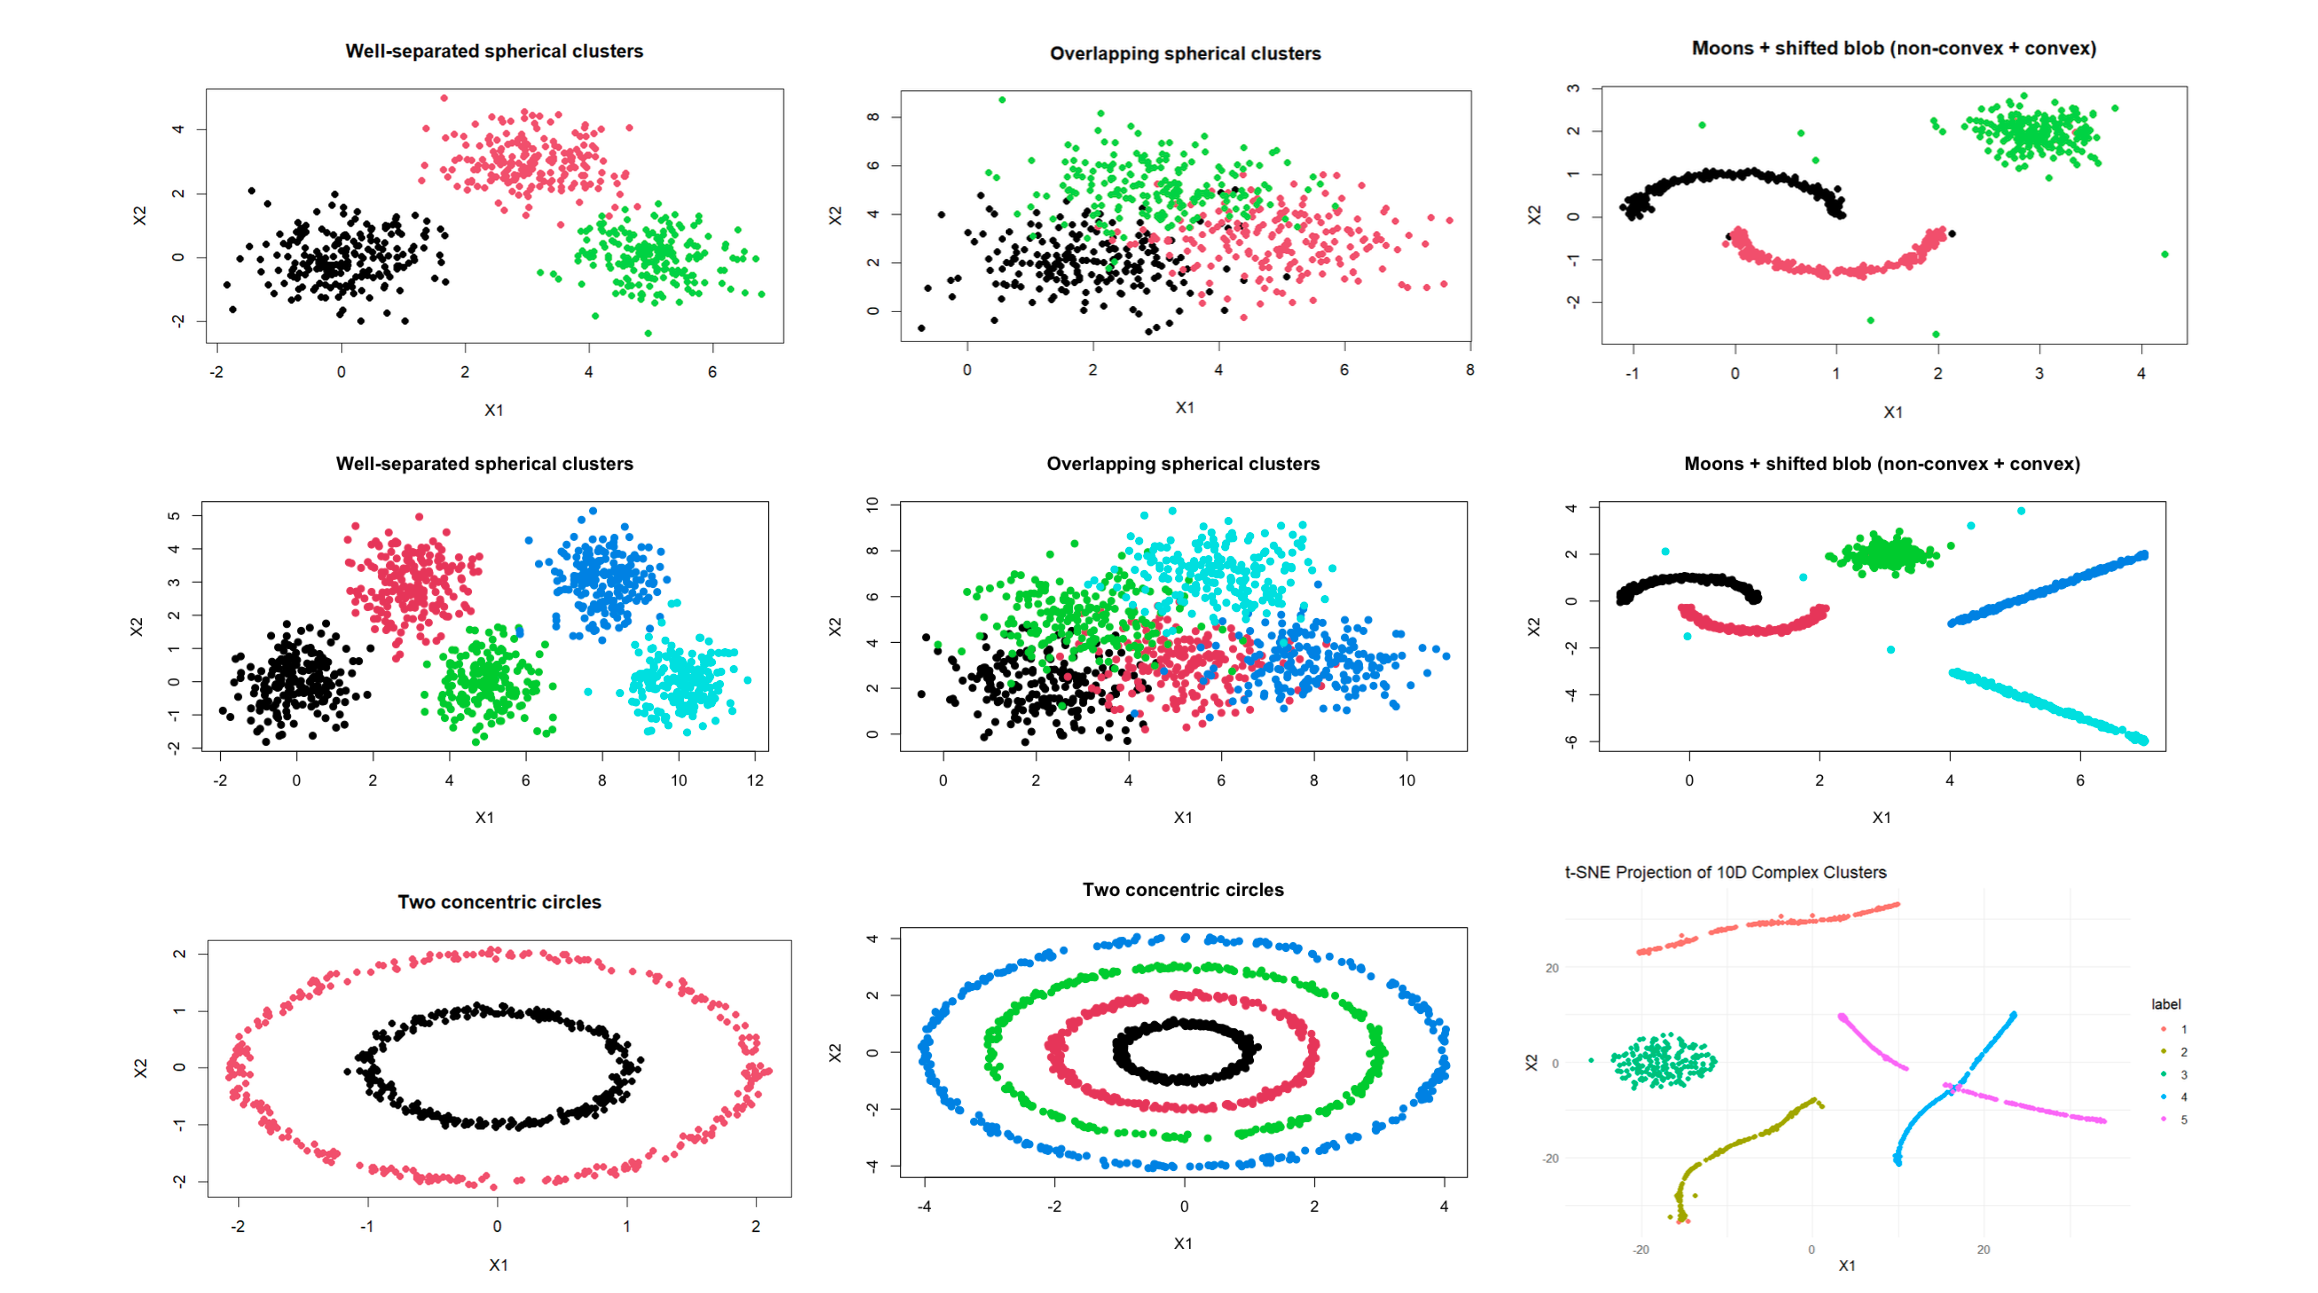 Well-separated spherical clusters
X2
4
2
0
-2
-2 0 2 4 6
X1
Overlapping spherical clusters
X2
8
6
4
2
0
0 2 4 6 8
X1
Moons + shifted blob (non-convex + convex)
X2
3
2
1
0
-1
-2
-1 0 1 2 3 4
X1
Well-separated spherical clusters
X2
5
4
3
2
1
0
-1
-2
-2 0 2 4 6 8 10 12
X1
Overlapping spherical clusters
X2
10
8
6
4
2
0
0 2 4 6 8 10
X1
Moons + shifted blob (non-convex + convex)
X2
4
2
0
-2
-4
-6
0 2 4 6
X1
Two concentric circles
X2
2
1
0
-1
-2
-2 -1 0 1 2
X1
Two concentric circles
X2
4
2
0
-2
-4
-4 -2 0 2 4
X1
t-SNE Projection of 10D Complex Clusters
X2
20
0
-20
-20 0 20
X1
label
1
2
3
4
5